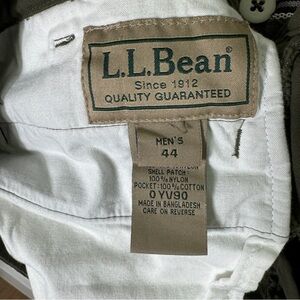 L.L.Bean®
Since 1912
QUALITY GUARANTEED
MEN'S
44
SHELL PATCH:
100% NYLON
POCKET: 100% COTTON
0 YV90
MADE IN BANGLADESH
CARE ON REVERSE